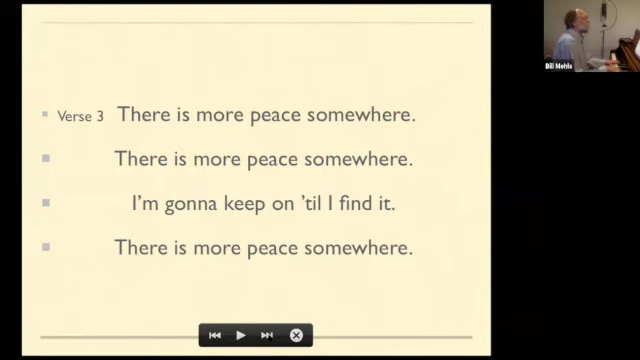 Verse 3 There is more peace somewhere.
There is more peace somewhere.
I'm gonna keep on 'til I find it.
There is more peace somewhere.
Bill Mehls